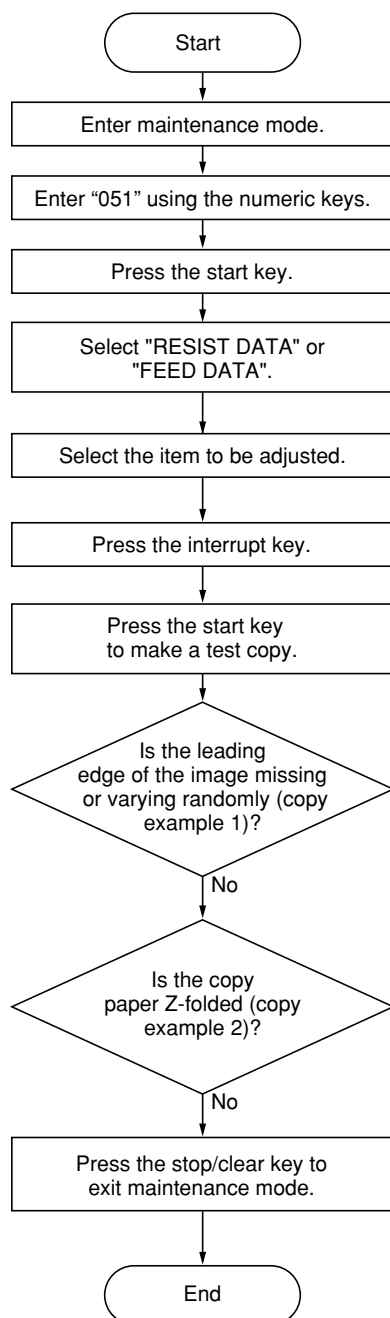 Start
Enter maintenance mode.
Enter “051” using the numeric keys.
Press the start key.
Select "RESIST DATA" or
"FEED DATA".
Select the item to be adjusted.
Press the interrupt key.
Press the start key
to make a test copy.
Is the leading
edge of the image missing
or varying randomly (copy
example 1)?
No
Is the copy
paper Z-folded (copy
example 2)?
No
Press the stop/clear key to
exit maintenance mode.
End